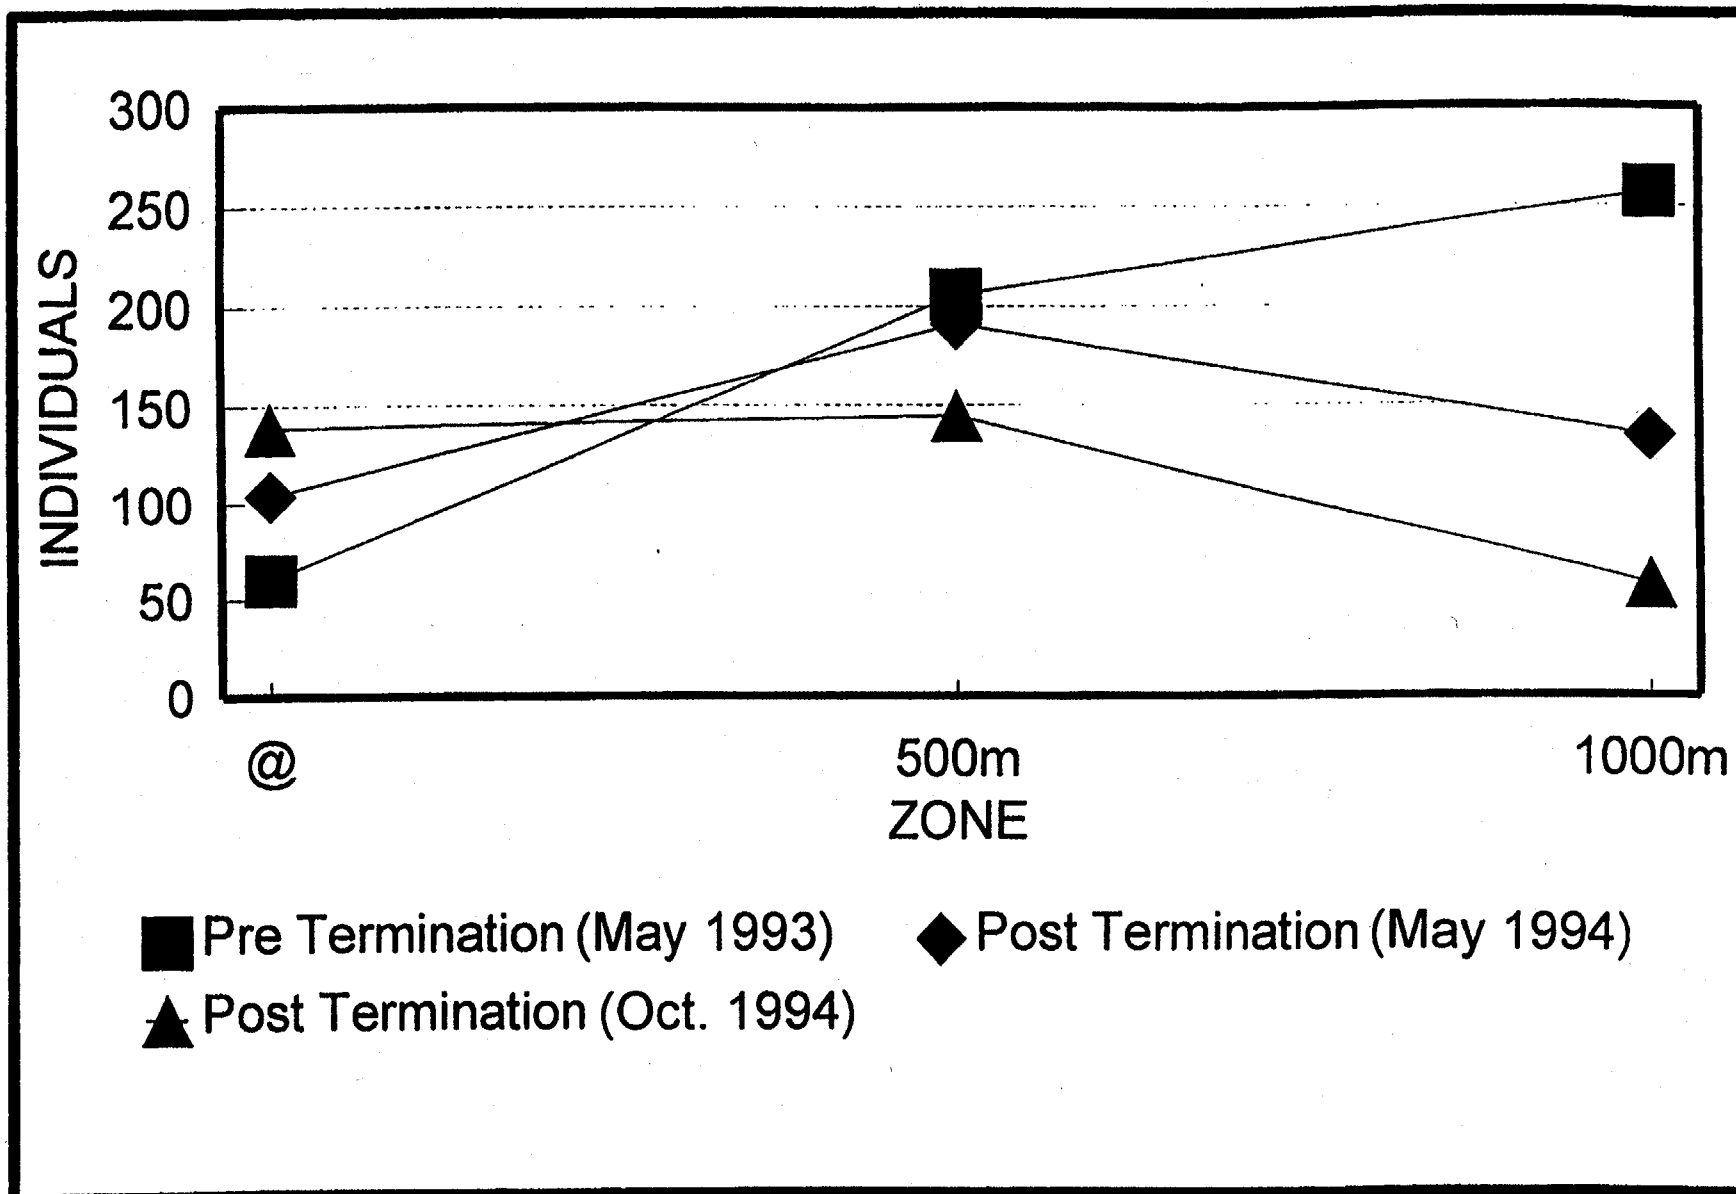 300
250
200
150
100
50
0
INDIVIDUALS
@
500m
1000m
ZONE
Pre Termination (May 1993)
Post Termination (May 1994)
Post Termination (Oct. 1994)